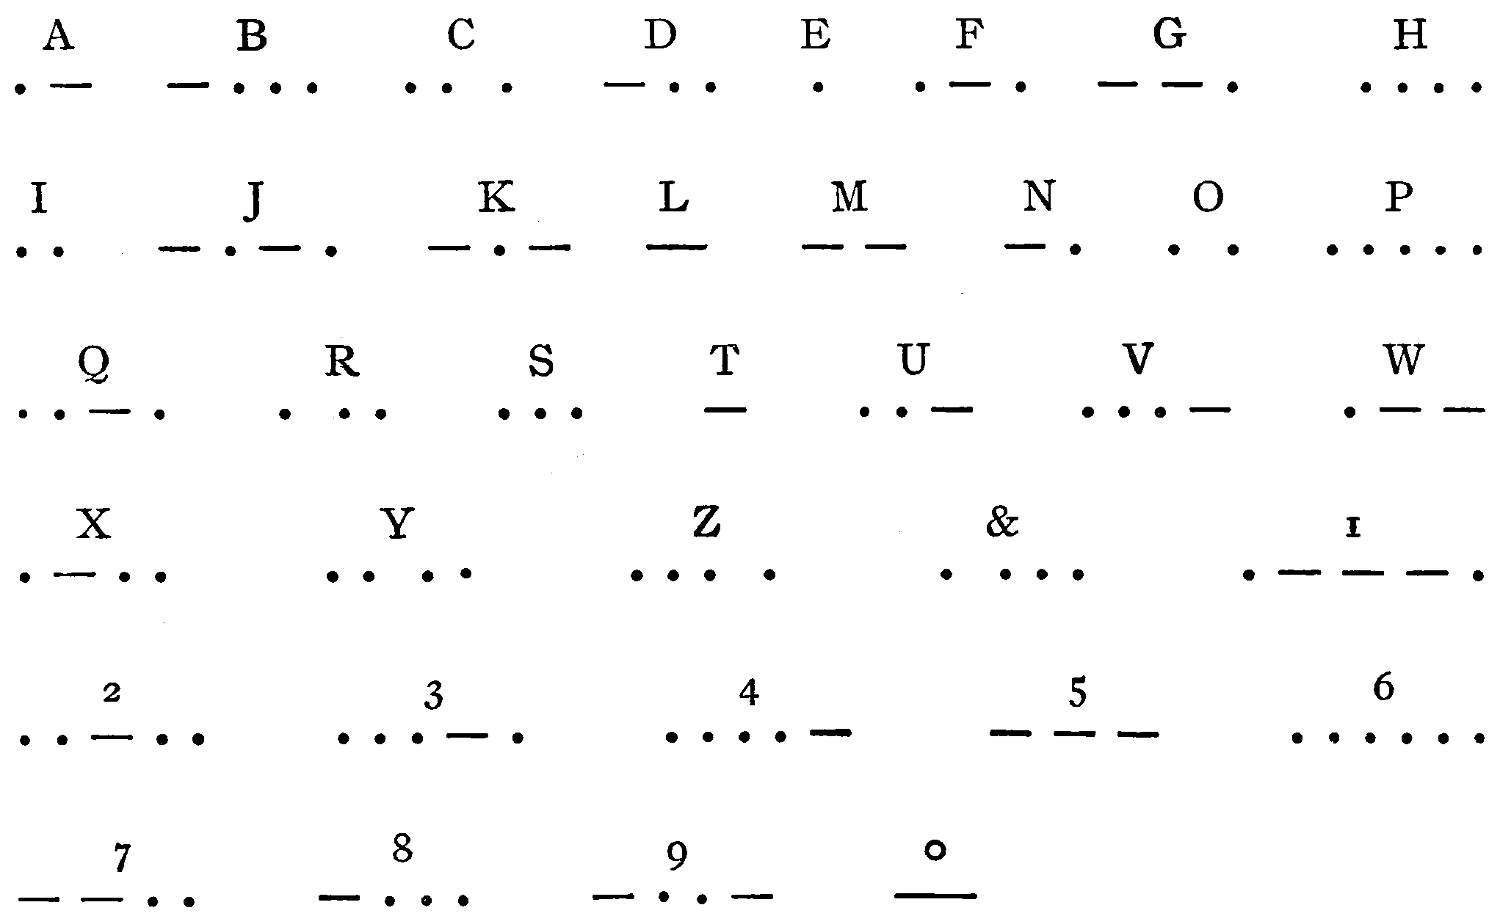 A B C D E F G H
. — — . . . . .  . — . . . . — . — — . . . . .
I J K L M N O P
. . — . — . — . — — — — — . .  . . . . . .
Q R S T U V W
. . — . .  . . . . . — . . — . . . — . — —
X Y Z & 1
. — . . . .  . . . . .  . .  . . . . — — — .
2 3 4 5 6
. . — . . . . . — . . . . . — — — — . . . . . .
7 8 9 0
— — . . — . . . — . . — —